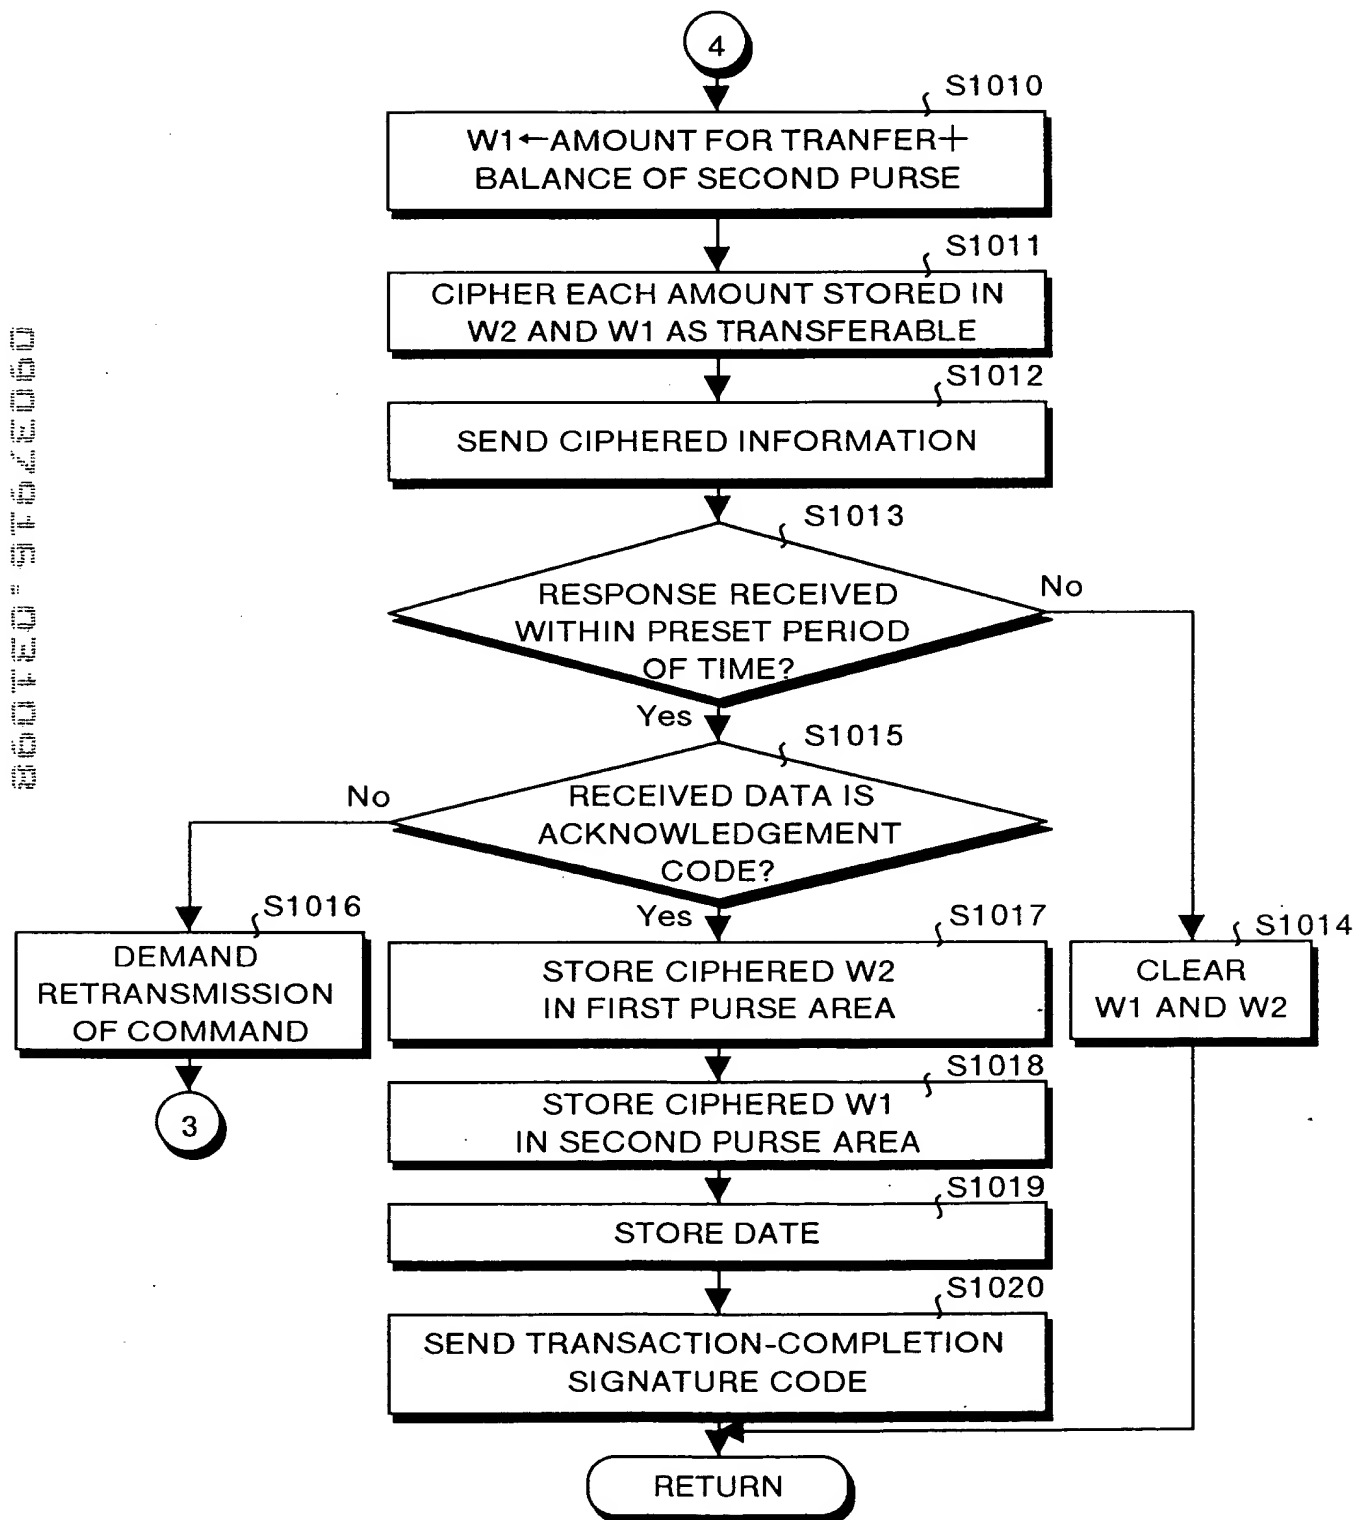 4
S1010
W1←AMOUNT FOR TRANFER+
BALANCE OF SECOND PURSE
S1011
CIPHER EACH AMOUNT STORED IN
W2 AND W1 AS TRANSFERABLE
S1012
SEND CIPHERED INFORMATION
S1013
RESPONSE RECEIVED
WITHIN PRESET PERIOD
OF TIME?
No
Yes
S1015
RECEIVED DATA IS
ACKNOWLEDGEMENT
CODE?
No
Yes
S1016
DEMAND
RETRANSMISSION
OF COMMAND
3
S1017
STORE CIPHERED W2
IN FIRST PURSE AREA
S1014
CLEAR
W1 AND W2
S1018
STORE CIPHERED W1
IN SECOND PURSE AREA
S1019
STORE DATE
S1020
SEND TRANSACTION-COMPLETION
SIGNATURE CODE
RETURN